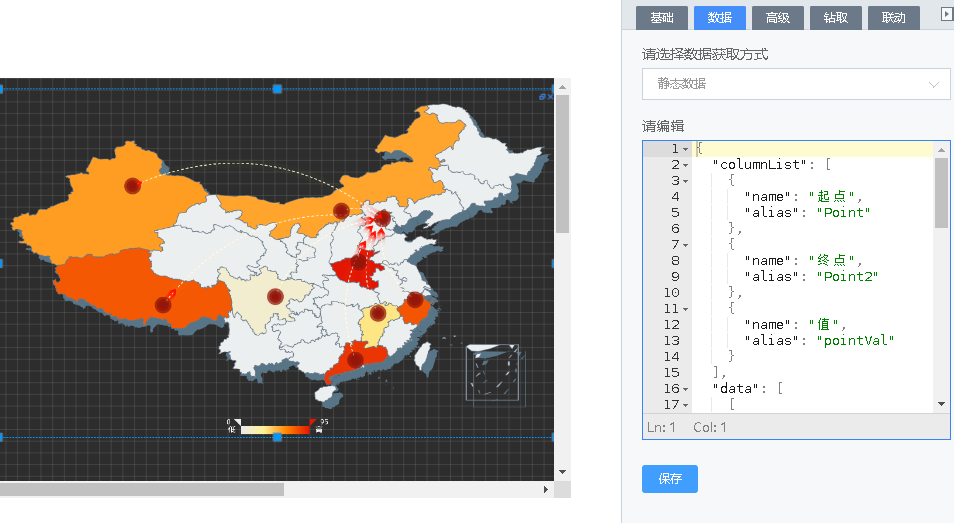 基础 数据 高级 钻取 联动
请选择数据获取方式
静态数据
请编辑
1 {
2 "columnList": [
3 {
4 "name": "起点",
5 "alias": "Point"
6 },
7 {
8 "name": "终点",
9 "alias": "Point2"
10 },
11 {
12 "name": "值",
13 "alias": "pointVal"
14 }
15 ],
16 "data": [
17 [
Ln: 1 Col: 1
保存
0 95
低 高